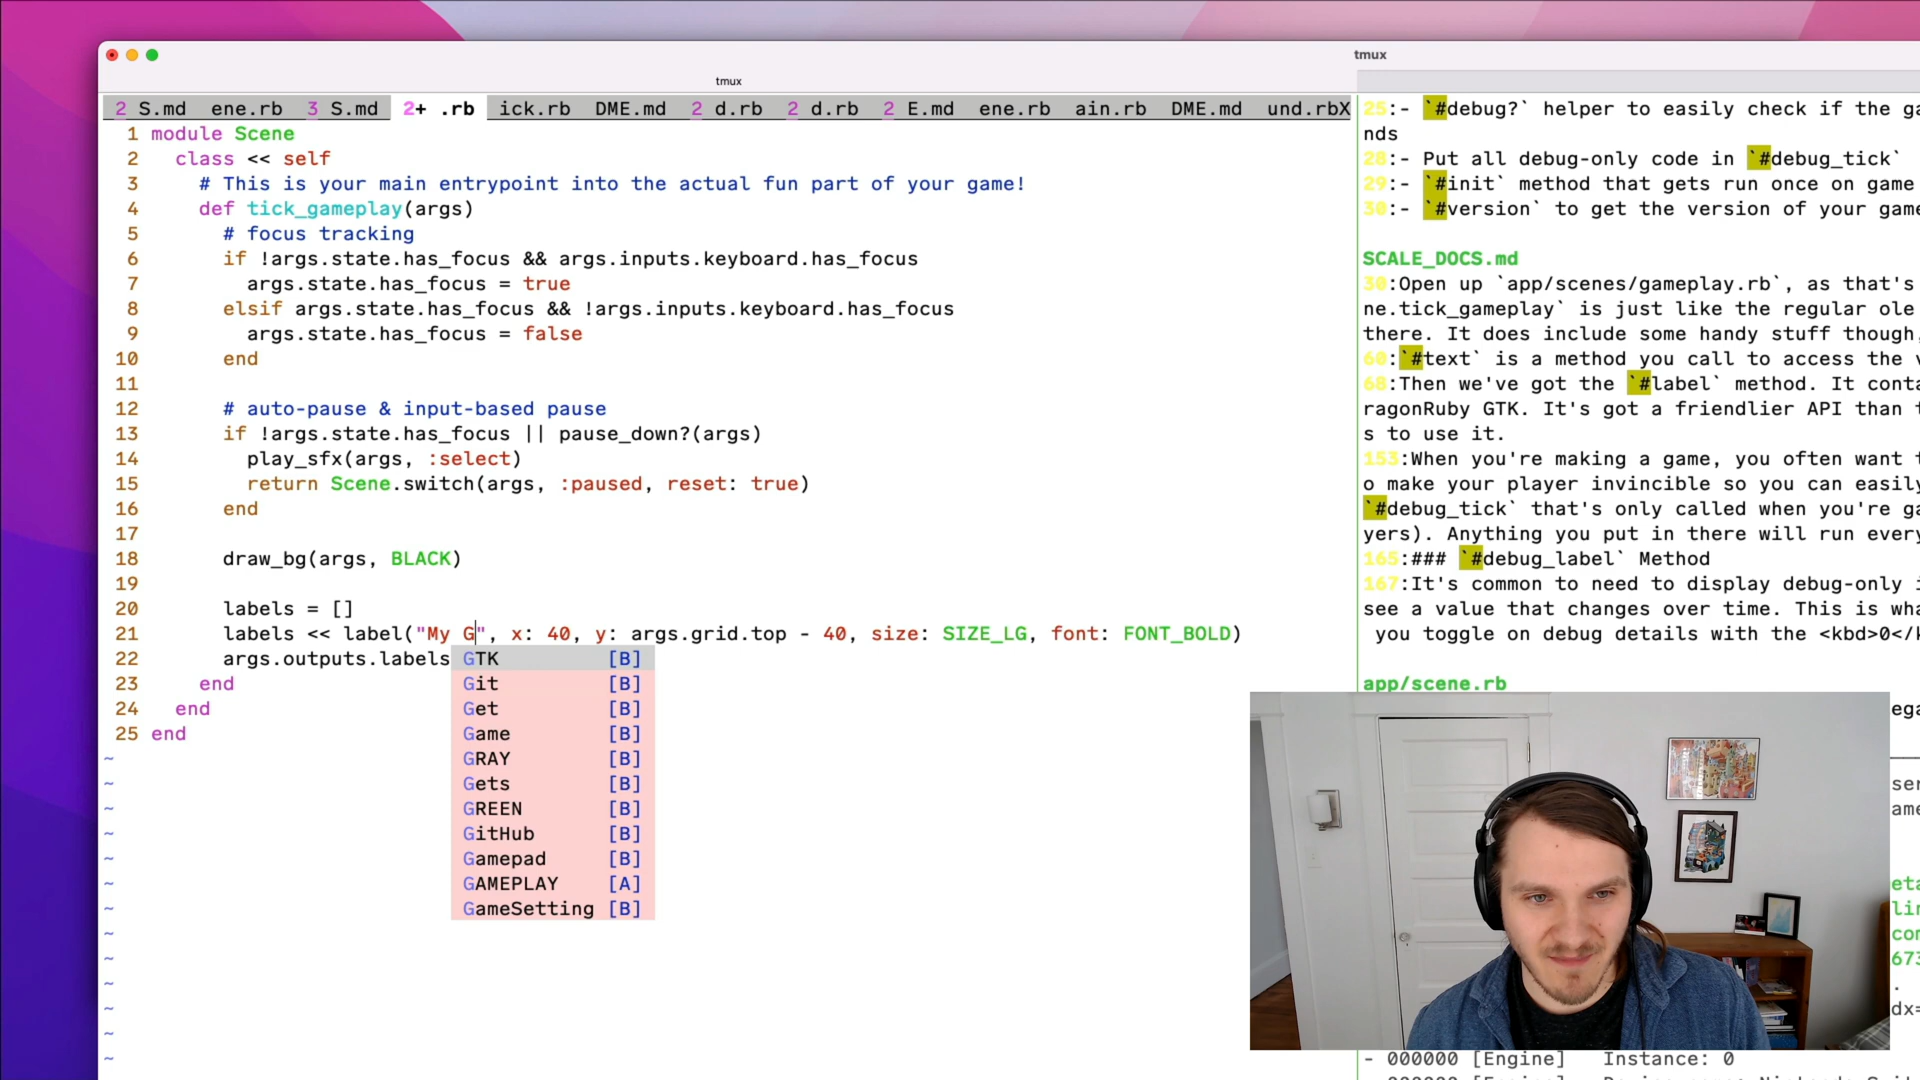 tmux
tmux
2 S.md ene.rb 3 S.md 2+ .rb ick.rb DME.md 2 d.rb 2 d.rb 2 E.md ene.rb ain.rb DME.md und.rbX
1 module Scene
2 class << self
3 # This is your main entrypoint into the actual fun part of your game!
4 def tick_gameplay(args)
5 # focus tracking
6 if !args.state.has_focus && args.inputs.keyboard.has_focus
7 args.state.has_focus = true
8 elsif args.state.has_focus && !args.inputs.keyboard.has_focus
9 args.state.has_focus = false
10 end
11
12 # auto-pause & input-based pause
13 if !args.state.has_focus || pause_down?(args)
14 play_sfx(args, :select)
15 return Scene.switch(args, :paused, reset: true)
16 end
17
18 draw_bg(args, BLACK)
19
20 labels = []
21 labels << label("My G", x: 40, y: args.grid.top - 40, size: SIZE_LG, font: FONT_BOLD)
22 args.outputs.labels
23 end
24 end
25 end
GTK [B]
Git [B]
Get [B]
Game [B]
GRAY [B]
Gets [B]
GREEN [B]
GitHub [B]
Gamepad [B]
GAMEPLAY [A]
GameSetting [B]
25:- `#debug?` helper to easily check if the ga
nds
28:- Put all debug-only code in `#debug_tick`
29:- `#init` method that gets run once on game
30:- `#version` to get the version of your game
SCALE_DOCS.md
30:Open up `app/scenes/gameplay.rb`, as that's
ne.tick_gameplay` is just like the regular ole
there. It does include some handy stuff though,
60:`#text` is a method you call to access the v
68:Then we've got the `#label` method. It conta
ragonRuby GTK. It's got a friendlier API than t
s to use it.
153:When you're making a game, you often want t
o make your player invincible so you can easily
`#debug_tick` that's only called when you're ga
yers). Anything you put in there will run every
165:### `#debug_label` Method
167:It's common to need to display debug-only i
see a value that changes over time. This is wha
you toggle on debug details with the <kbd>0</k
app/scene.rb
ega
ser
ame
eta
lin
con
673
.
dx=
- 000000 [Engine] Instance: 0